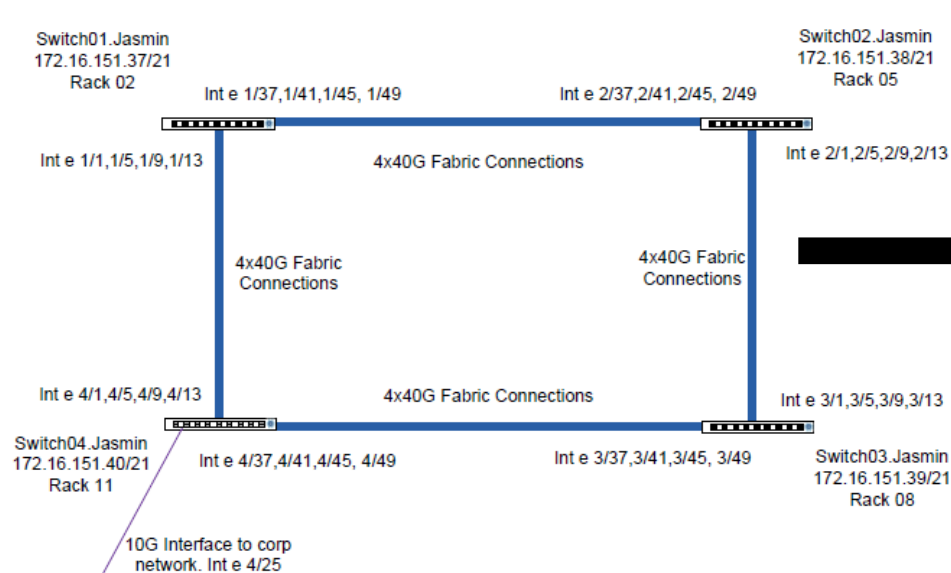 Switch01.Jasmin
172.16.151.37/21
Rack 02
Switch02.Jasmin
172.16.151.38/21
Rack 05
Int e 1/37,1/41,1/45, 1/49
Int e 2/37,2/41,2/45, 2/49
Int e 1/1,1/5,1/9,1/13
4x40G Fabric Connections
Int e 2/1,2/5,2/9,2/13
4x40G Fabric
Connections
4x40G Fabric
Connections
Int e 4/1,4/5,4/9,4/13
4x40G Fabric Connections
Int e 3/1,3/5,3/9,3/13
Switch04.Jasmin
172.16.151.40/21
Rack 11
Int e 4/37,4/41,4/45, 4/49
Int e 3/37,3/41,3/45, 3/49
Switch03.Jasmin
172.16.151.39/21
Rack 08
10G Interface to corp
network. Int e 4/25